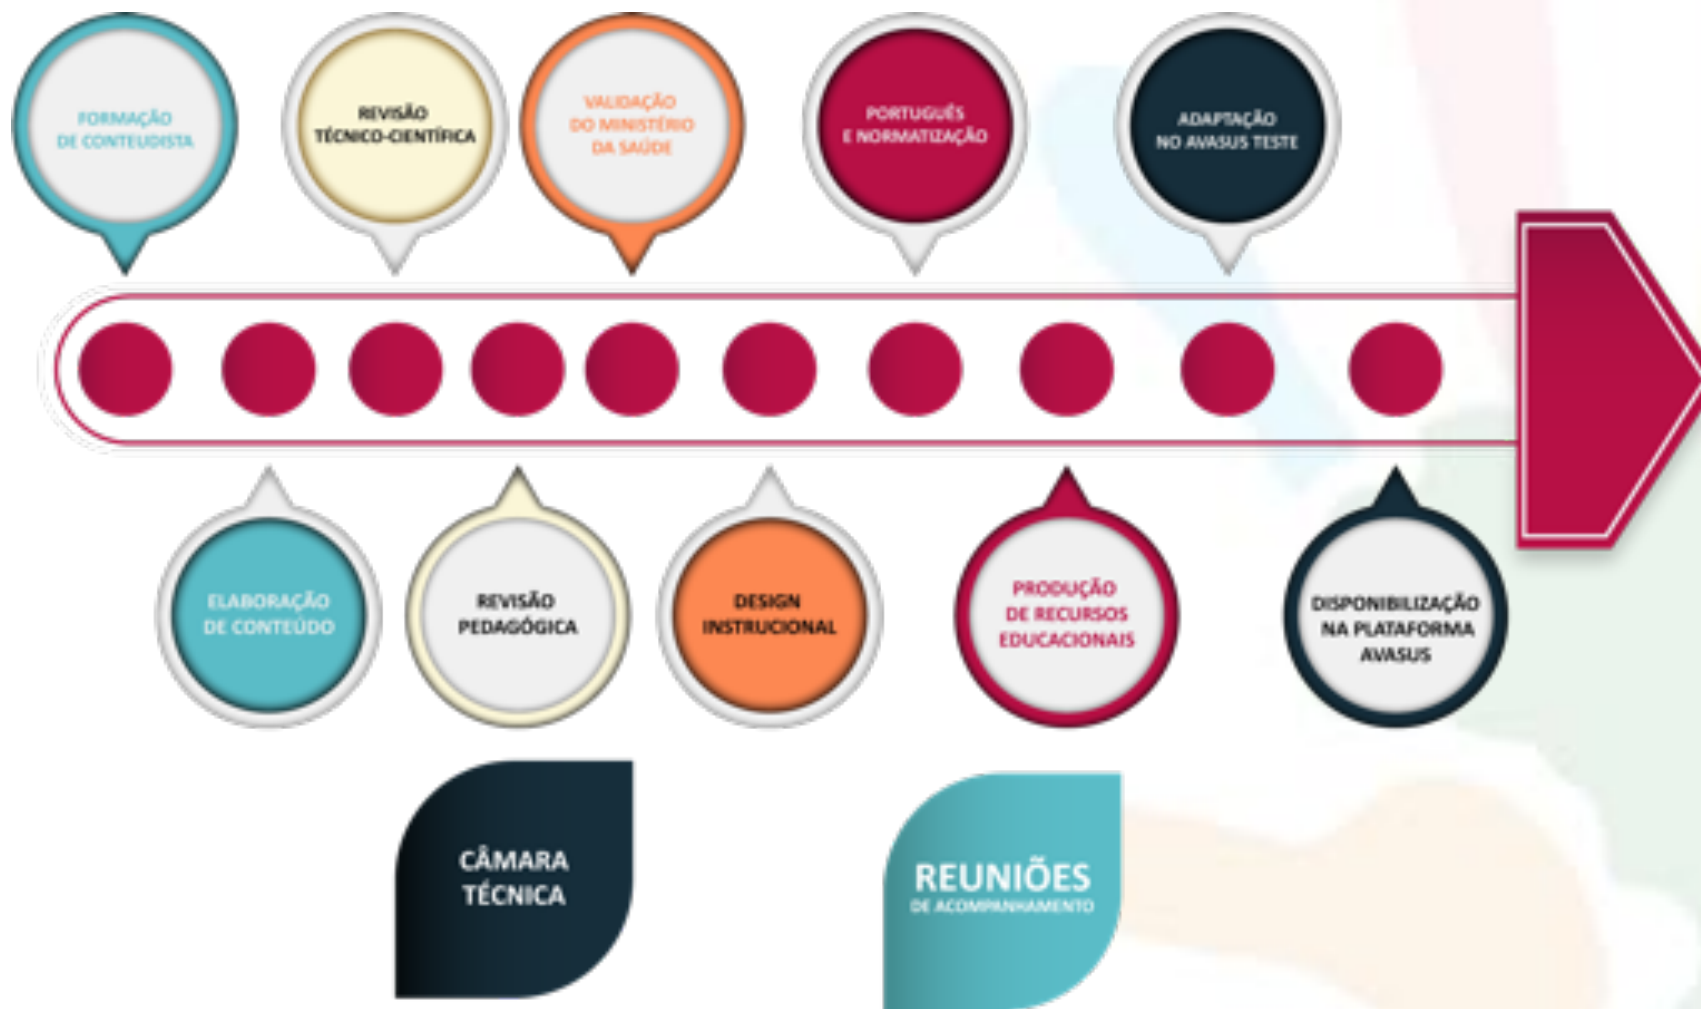 FORMAÇÃO
DE CONTEUDISTA
REVISÃO
TÉCNICO-CIENTÍFICA
VALIDAÇÃO
DO MINISTÉRIO
DA SAÚDE
PORTUGUÊS
E NORMATIZAÇÃO
ADAPTAÇÃO
NO AVASUS TESTE
ELABORAÇÃO
DE CONTEÚDO
REVISÃO
PEDAGÓGICA
DESIGN
INSTRUCIONAL
PRODUÇÃO
DE RECURSOS
EDUCACIONAIS
DISPONIBILIZAÇÃO
NA PLATAFORMA
AVASUS
CÂMARA
TÉCNICA
REUNIÕES
DE ACOMPANHAMENTO